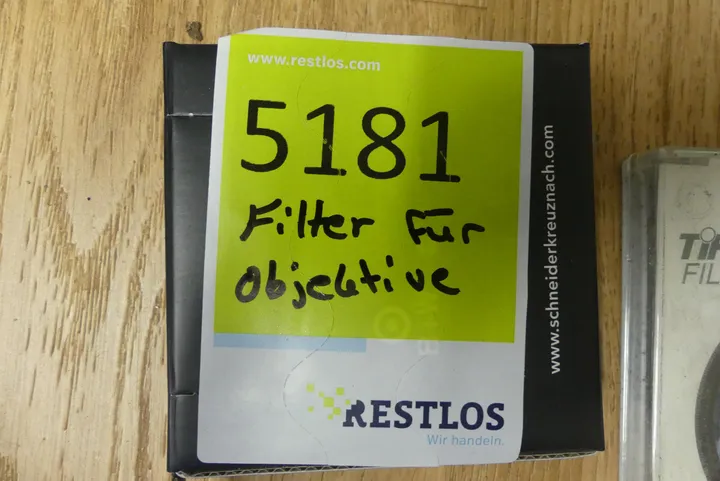 www.restlos.com
5181
Filter für
Objektive
RESTLOS
Wir handeln.
www.schneiderkreuznach.com